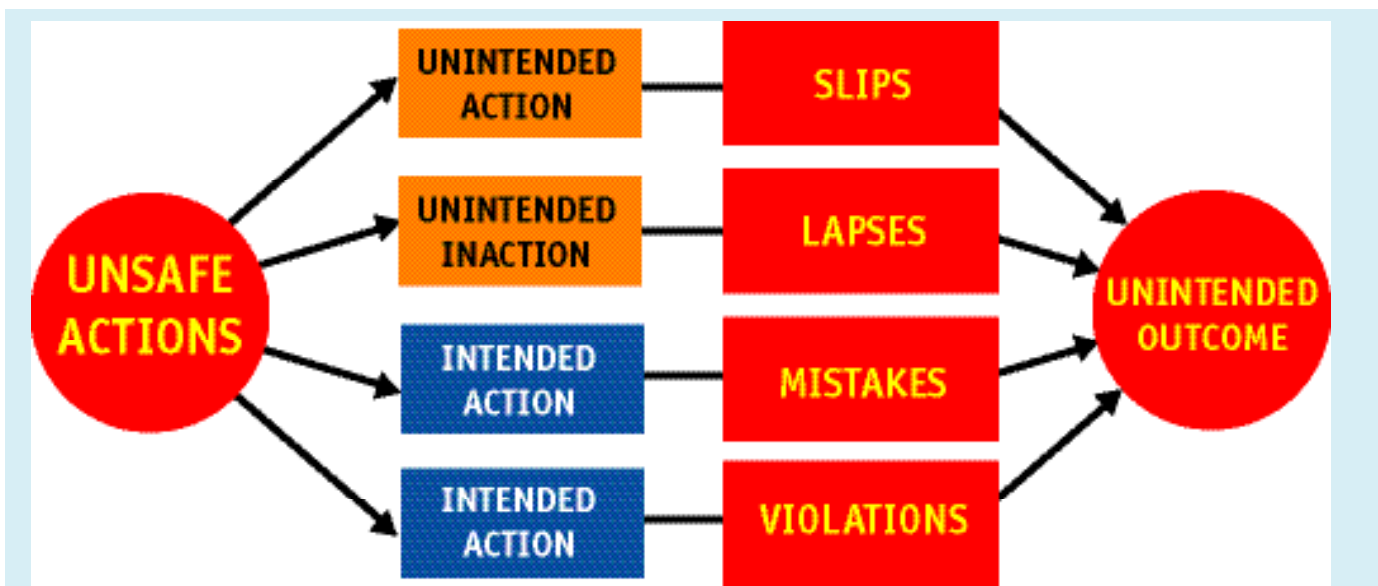 UNSAFE
ACTIONS
UNINTENDED
ACTION
SLIPS
UNINTENDED
INACTION
LAPSES
INTENDED
ACTION
MISTAKES
INTENDED
ACTION
VIOLATIONS
UNINTENDED
OUTCOME